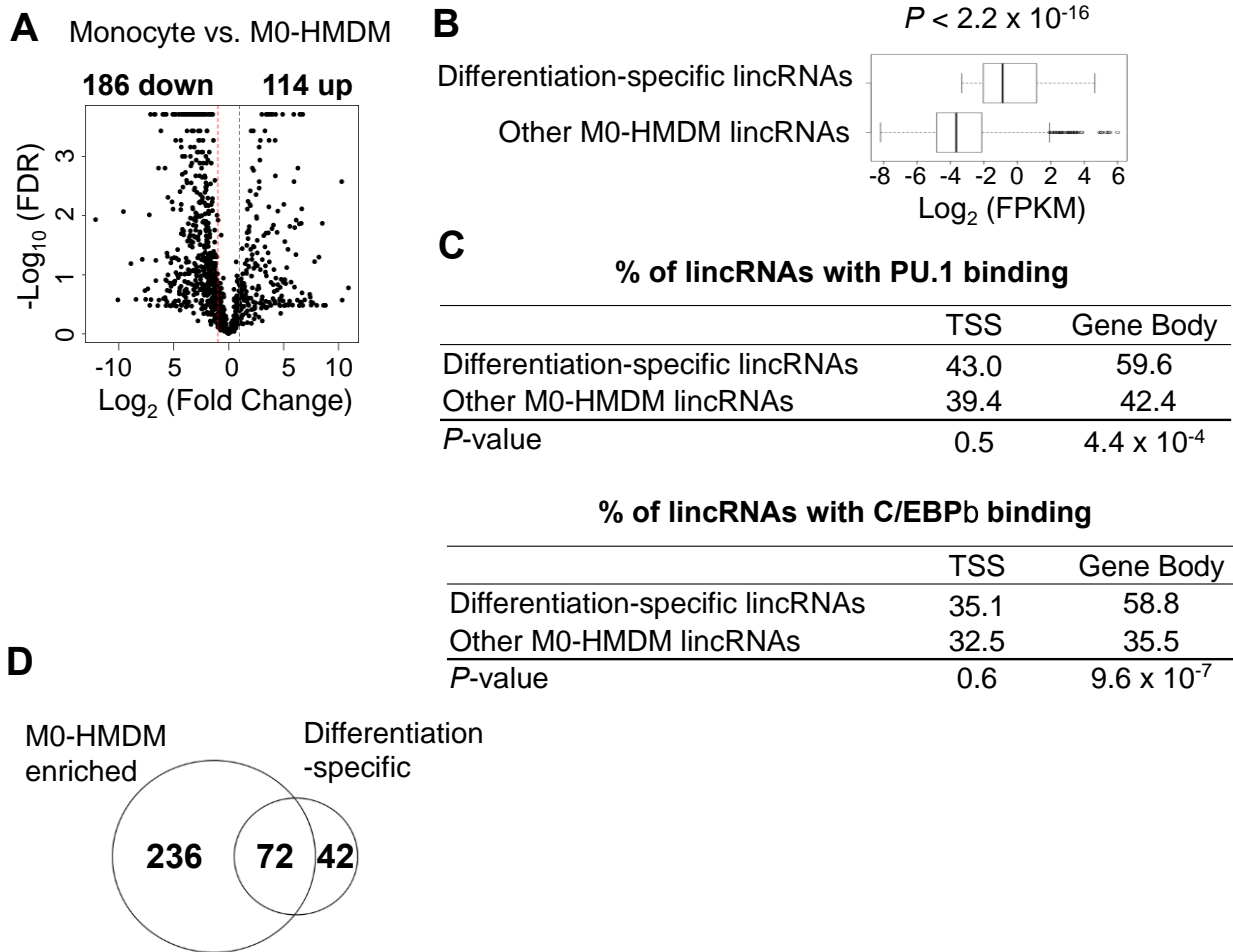 A
Monocyte vs. M0-HMDM
186 down 114 up
3
2
1
0
-Log10 (FDR)
-10 5 0 5 10
Log2 (Fold Change)
B
P < 2.2 x 10-16
Differentiation-specific lincRNAs
Other M0-HMDM lincRNAs
-8 -6 -4 -2 0 2 4 6
Log2 (FPKM)
C
% of lincRNAs with PU.1 binding
TSS Gene Body
Differentiation-specific lincRNAs 43.0 59.6
Other M0-HMDM lincRNAs 39.4 42.4
P-value 0.5 4.4 x 10-4
% of lincRNAs with C/EBPb binding
TSS Gene Body
Differentiation-specific lincRNAs 35.1 58.8
Other M0-HMDM lincRNAs 32.5 35.5
P-value 0.6 9.6 x 10-7
D
M0-HMDM
enriched
Differentiation
-specific
236 72 42